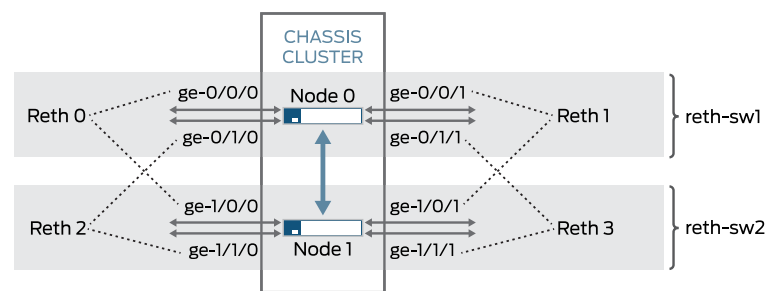 CHASSIS
CLUSTER
ge-0/0/0
Node 0
ge-0/0/1
Reth 0
Reth 1
reth-sw1
ge-0/1/0
ge-0/1/1
ge-1/0/0
ge-1/0/1
Reth 2
Reth 3
reth-sw2
ge-1/1/0
Node 1
ge-1/1/1